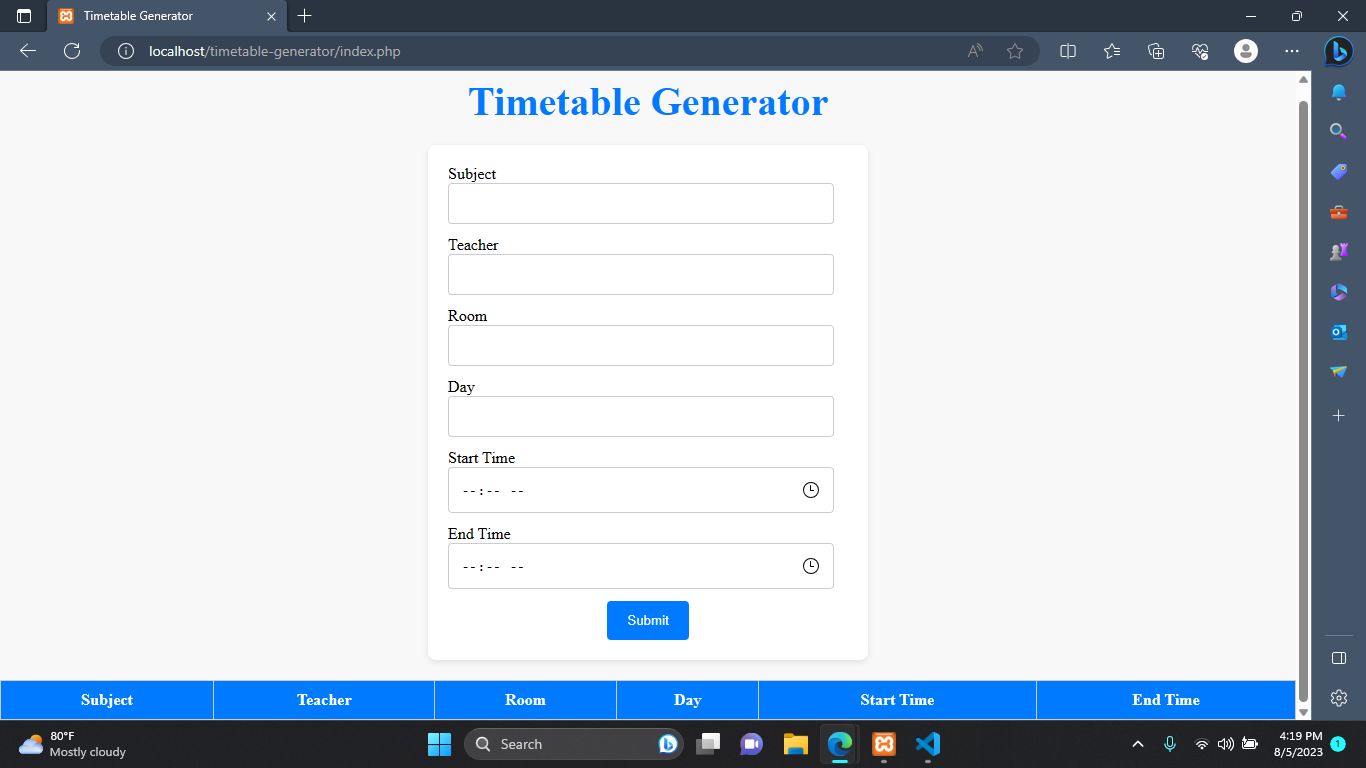 Timetable Generator
localhost/timetable-generator/index.php
Timetable Generator
Subject
Teacher
Room
Day
Start Time
--:-- --
End Time
--:-- --
Submit
Subject Teacher Room Day Start Time End Time
80°F
Mostly cloudy
Search
4:19 PM
8/5/2023
1